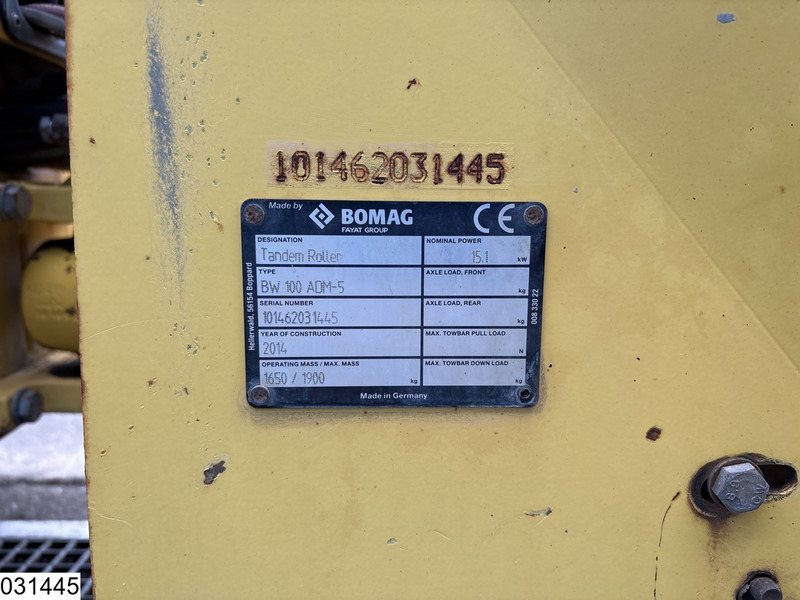 101462031445
Made by BOMAG CE
FAYAT GROUP
DESIGNATION NOMINAL POWER
Tandem Roller 15.1 kW
TYPE AXLE LOAD, FRONT
BW 100 ADM-5 kg
SERIAL NUMBER AXLE LOAD, REAR
101462031445 kg
YEAR OF CONSTRUCTION MAX. TOWBAR PULL LOAD
2014 N
OPERATING MASS / MAX. MASS MAX. TOWBAR DOWN LOAD
1650 / 1900 kg kg
Made in Germany
Hellerwald, 56154 Boppard
008 330 22
8.8
031445